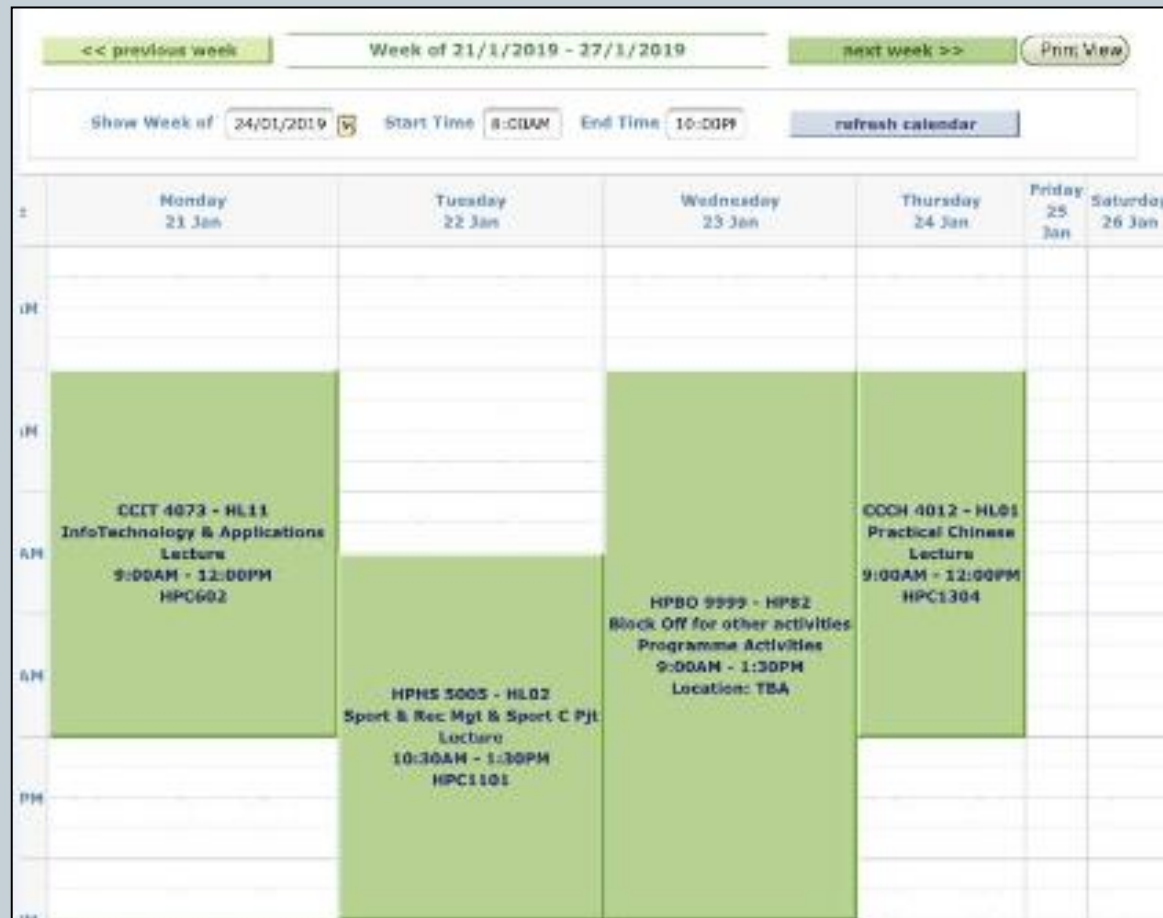 << previous week
Week of 21/1/2019 - 27/1/2019
next week >>
Print View
Show Week of
24/01/2019
Start Time
8:00AM
End Time
10:00PM
refresh calendar
Monday
21 Jan
Tuesday
22 Jan
Wednesday
23 Jan
Thursday
24 Jan
Friday
25
Jan
Saturday
26 Jan
AM
PM
CCIT 4073 - HL11
InfoTechnology & Applications
Lecture
9:00AM - 12:00PM
HPC602
HPHS 5005 - HL02
Sport & Rec Mgt & Sport C Pjt
Lecture
10:30AM - 1:30PM
HPC1101
HPBO 9999 - HP82
Block Off for other activities
Programme Activities
9:00AM - 1:30PM
Location: TBA
CCCH 4012 - HL01
Practical Chinese
Lecture
9:00AM - 12:00PM
HPC1304